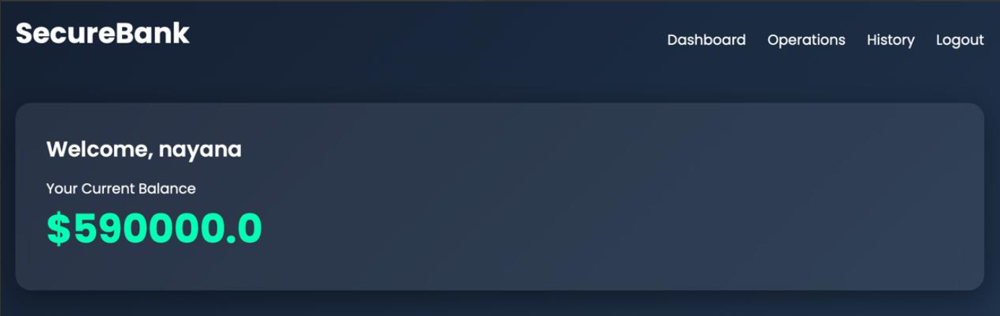 SecureBank
Dashboard Operations History Logout
Welcome, nayana
Your Current Balance
$590000.0